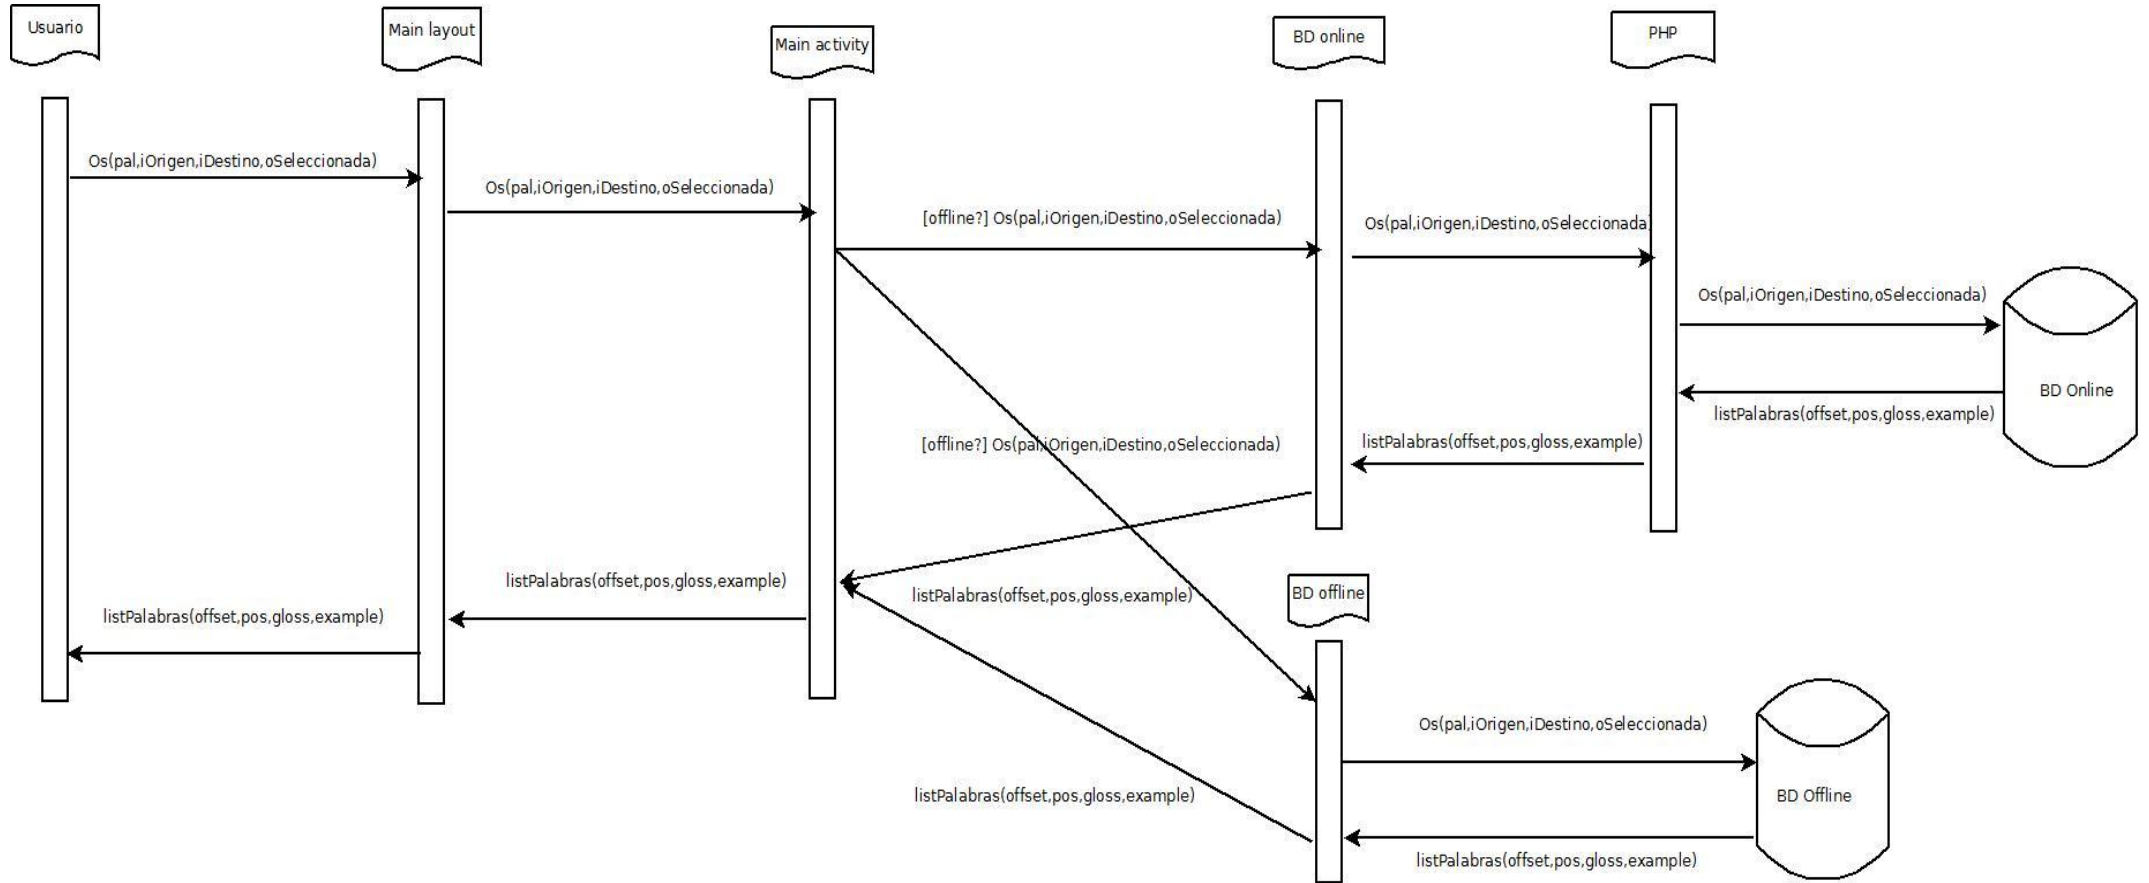 Usuario
Main layout
Main activity
BD online
PHP
Os(pal,iOrigen,iDestino,oSeleccionada)
Os(pal,iOrigen,iDestino,oSeleccionada)
[offline?] Os(pal,iOrigen,iDestino,oSeleccionada)
Os(pal,iOrigen,iDestino,oSeleccionada)
Os(pal,iOrigen,iDestino,oSeleccionada)
BD Online
listPalabras(offset,pos,gloss,example)
listPalabras(offset,pos,gloss,example)
[offline?] Os(pal,iOrigen,iDestino,oSeleccionada)
listPalabras(offset,pos,gloss,example)
listPalabras(offset,pos,gloss,example)
listPalabras(offset,pos,gloss,example)
BD offline
Os(pal,iOrigen,iDestino,oSeleccionada)
BD Offline
listPalabras(offset,pos,gloss,example)
listPalabras(offset,pos,gloss,example)